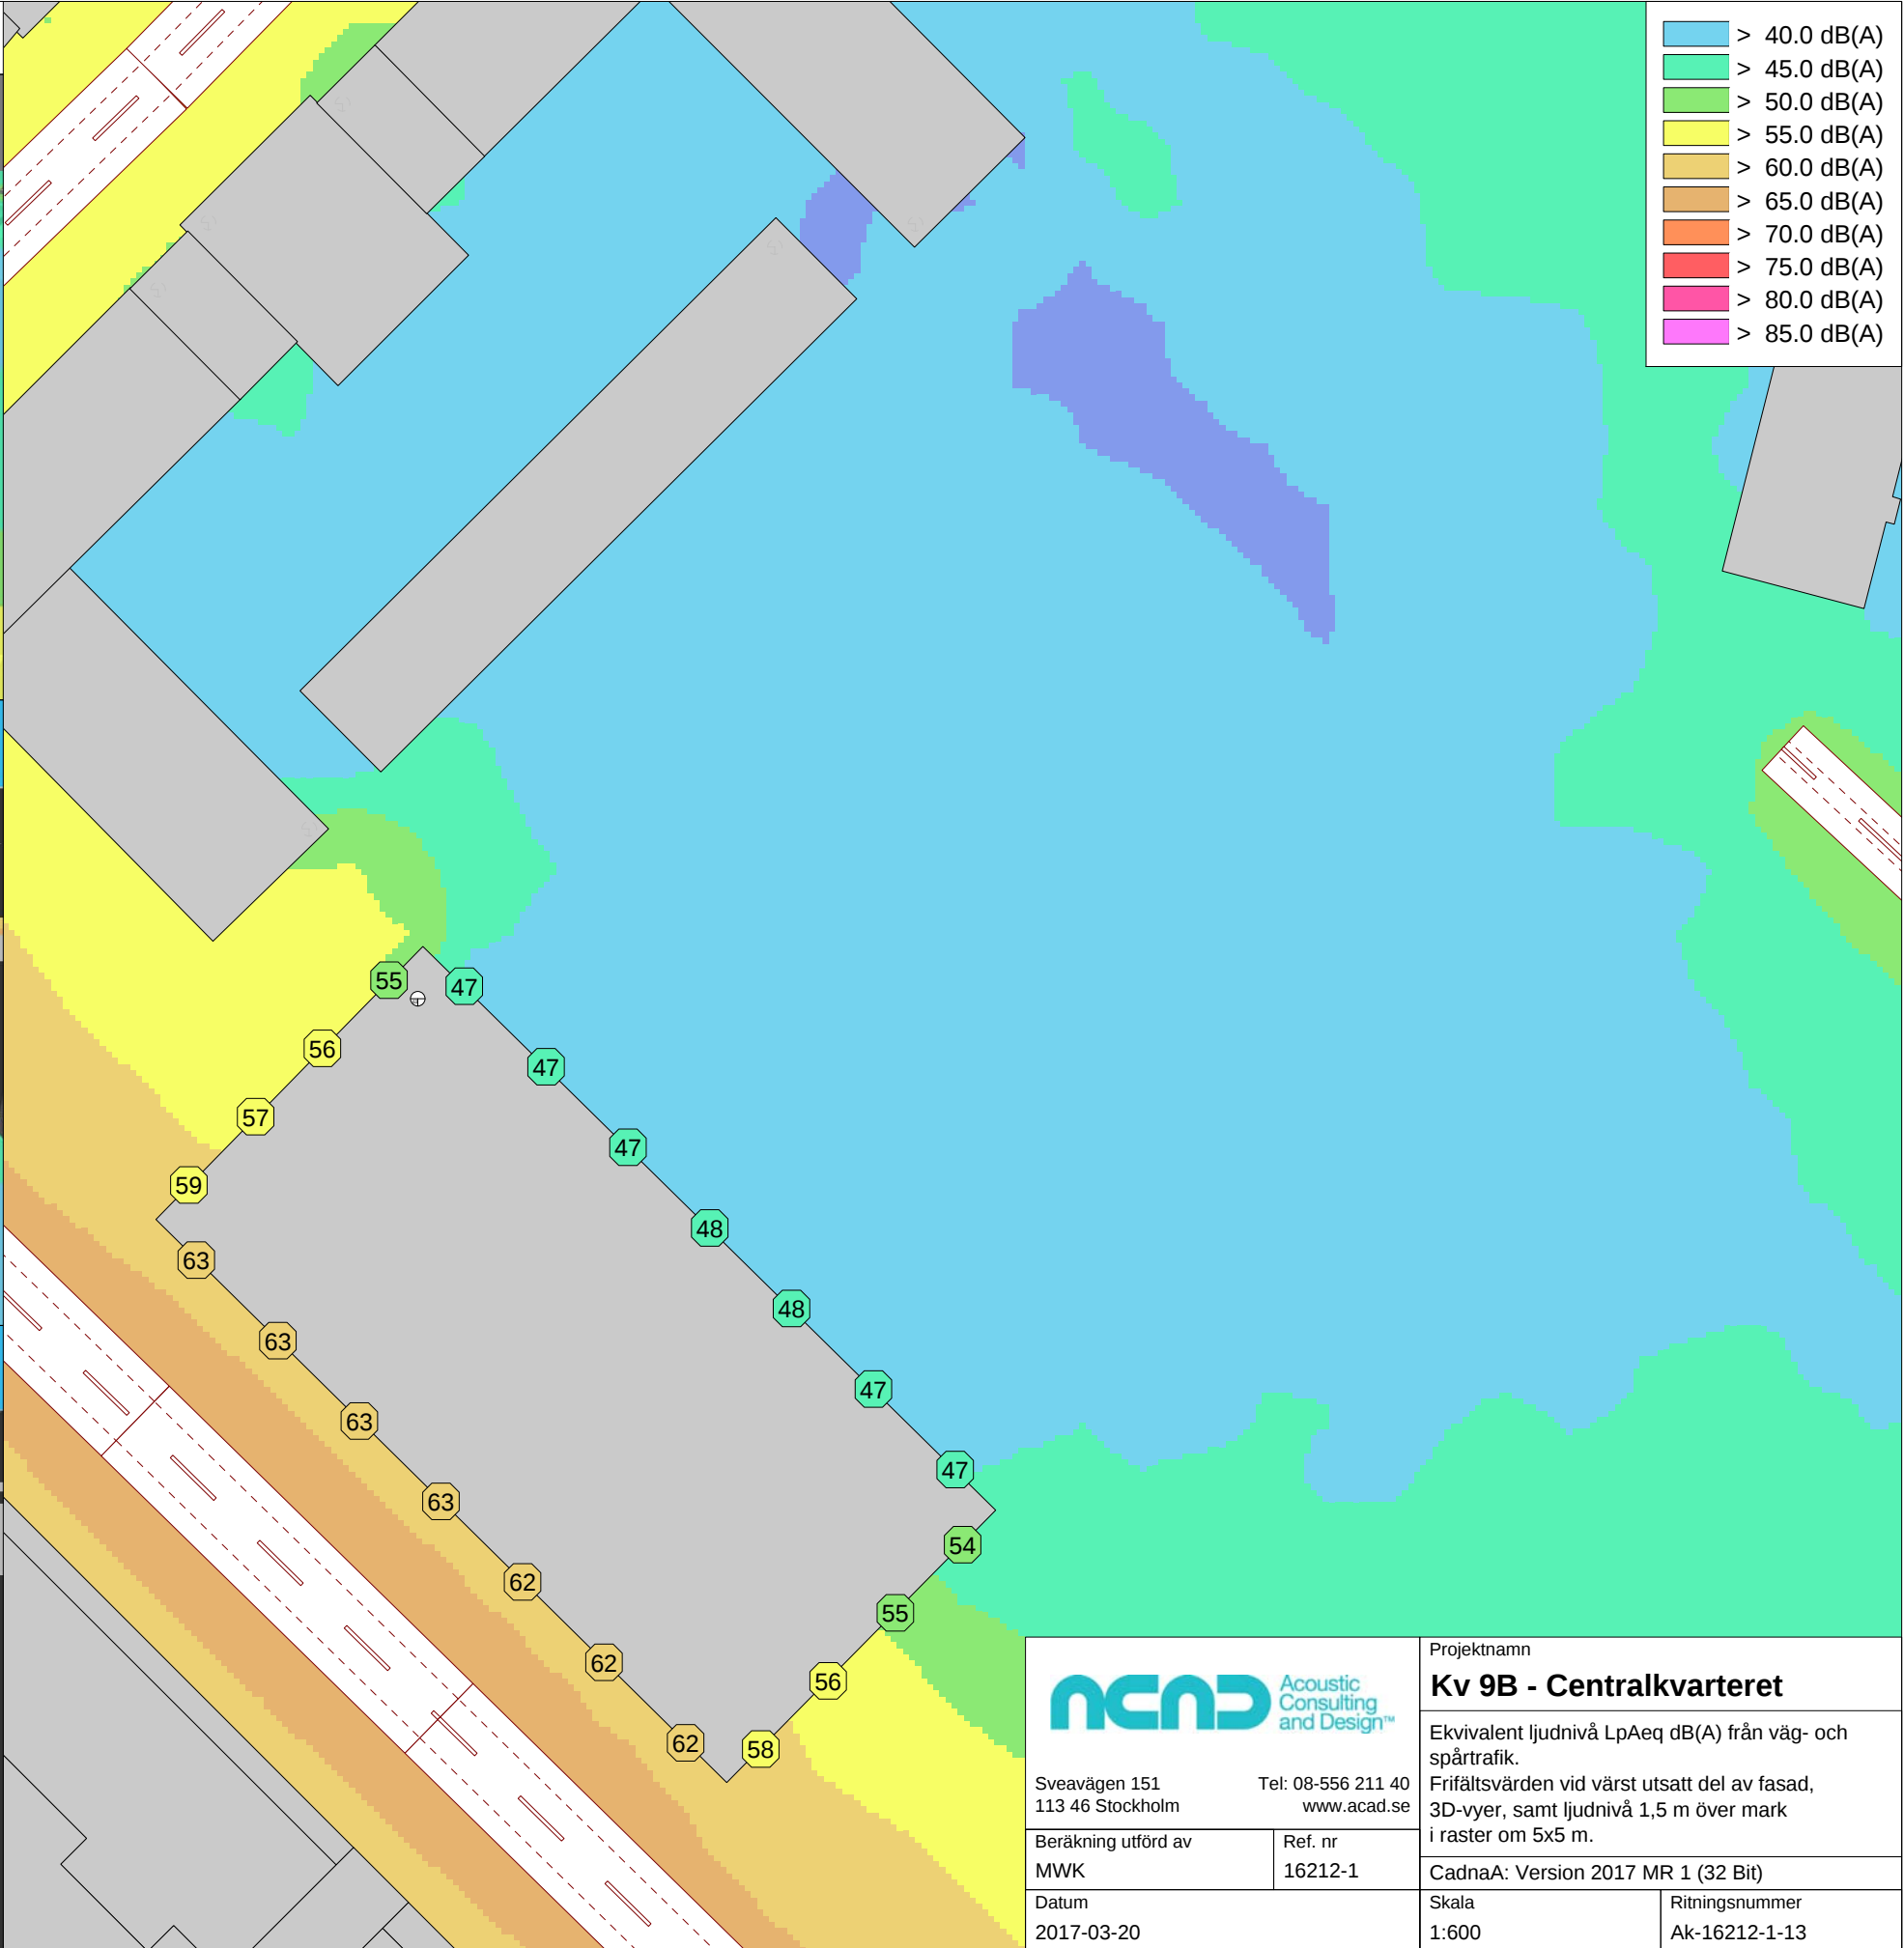 > 40.0 dB(A)
> 45.0 dB(A)
> 50.0 dB(A)
> 55.0 dB(A)
> 60.0 dB(A)
> 65.0 dB(A)
> 70.0 dB(A)
> 75.0 dB(A)
> 80.0 dB(A)
> 85.0 dB(A)
55
47
56
47
57
47
59
48
63
48
63
47
63
47
63
54
62
55
62
56
62
58
acad
Acoustic
Consulting
and Design™
Sveavägen 151
113 46 Stockholm
Tel: 08-556 211 40
www.acad.se
Beräkning utförd av
MWK
Ref. nr
16212-1
Datum
2017-03-20
Projektnamn
Kv 9B - Centralkvarteret
Ekvivalent ljudnivå LpAeq dB(A) från väg- och
spårtrafik.
Frifältsvärden vid värst utsatt del av fasad,
3D-vyer, samt ljudnivå 1,5 m över mark
i raster om 5x5 m.
CadnaA: Version 2017 MR 1 (32 Bit)
Skala
1:600
Ritningsnummer
Ak-16212-1-13